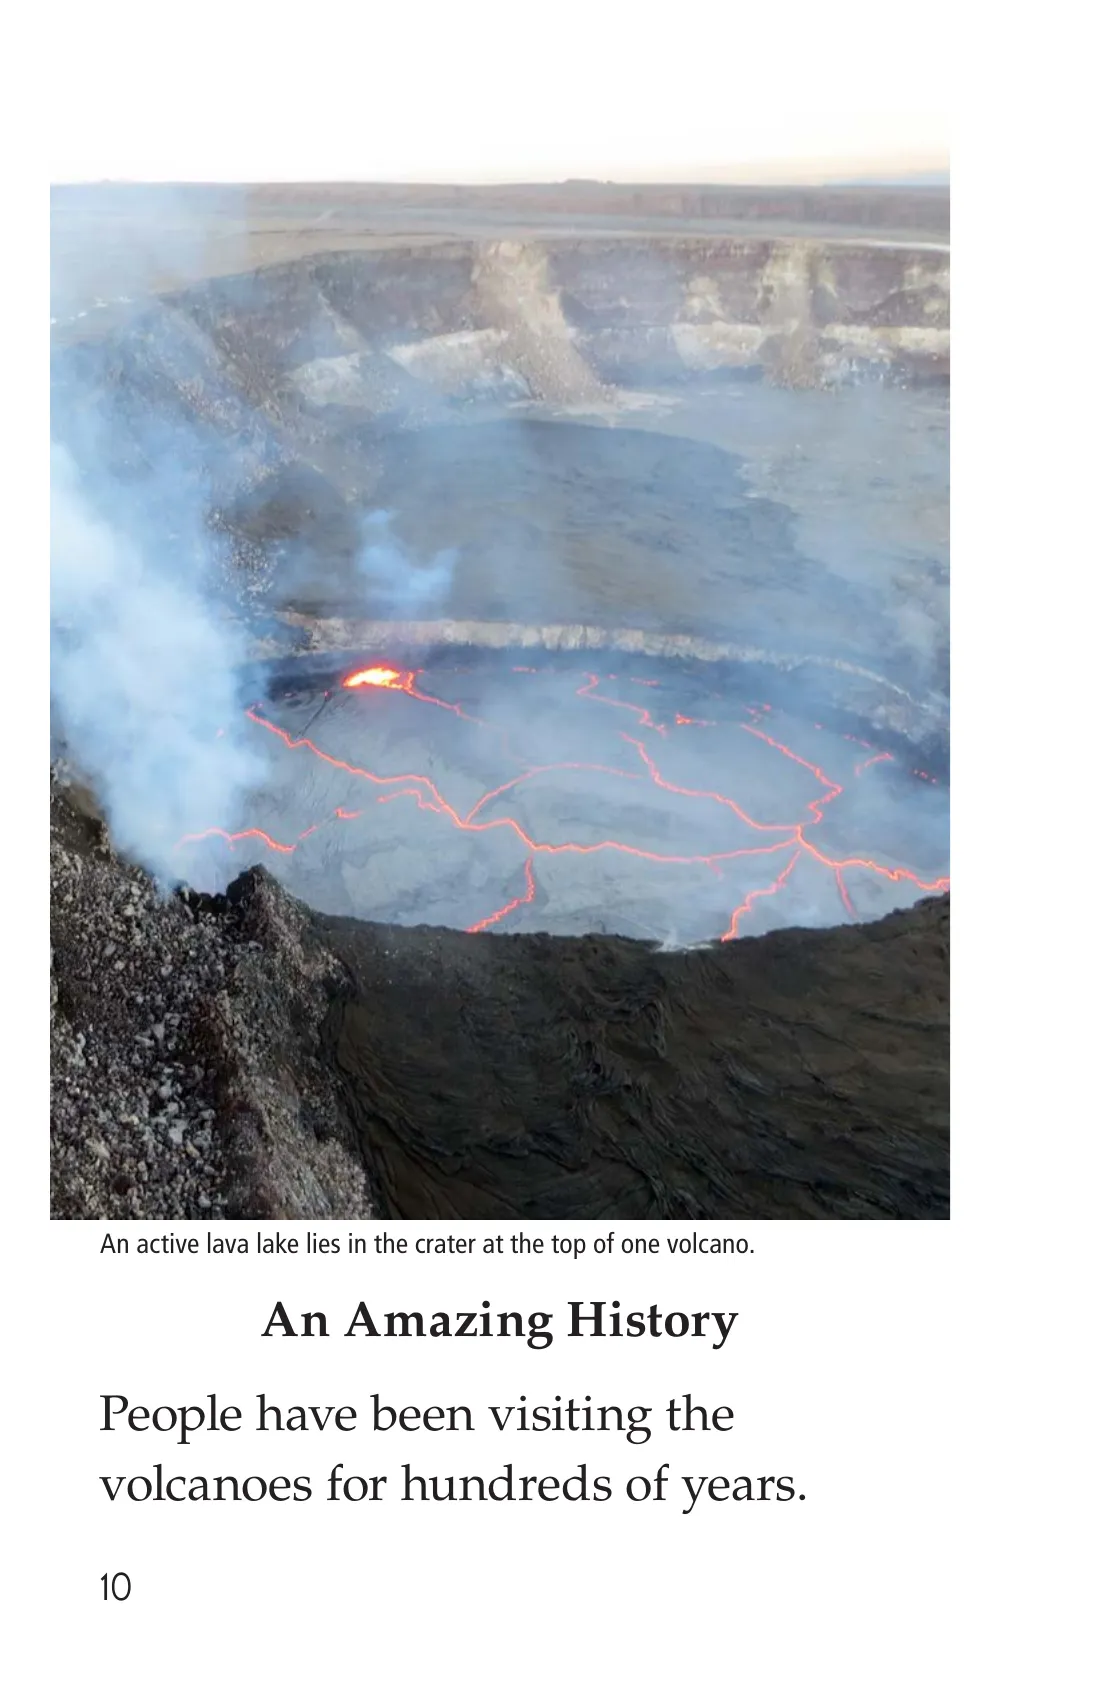 An active lava lake lies in the crater at the top of one volcano.
An Amazing History
People have been visiting the
volcanoes for hundreds of years.
10